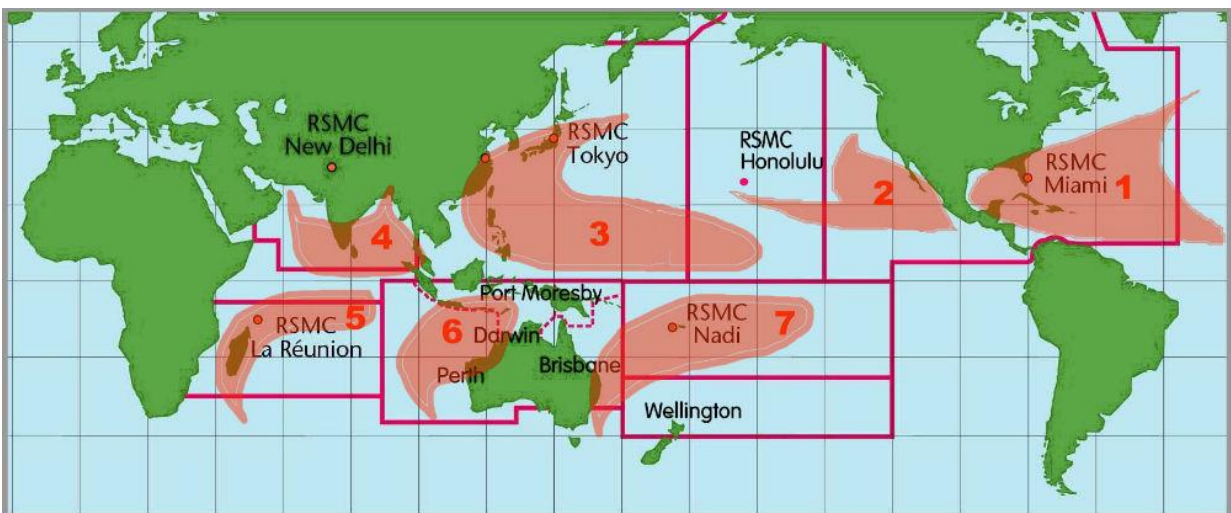 RSMC
New Delhi
RSMC
Tokyo
RSMC
Honolulu
RSMC
Miami
1
2
3
4
Port Moresby
5
RSMC
La Réunion
6
Darwin
Perth
Brisbane
RSMC
Nadi
7
Wellington